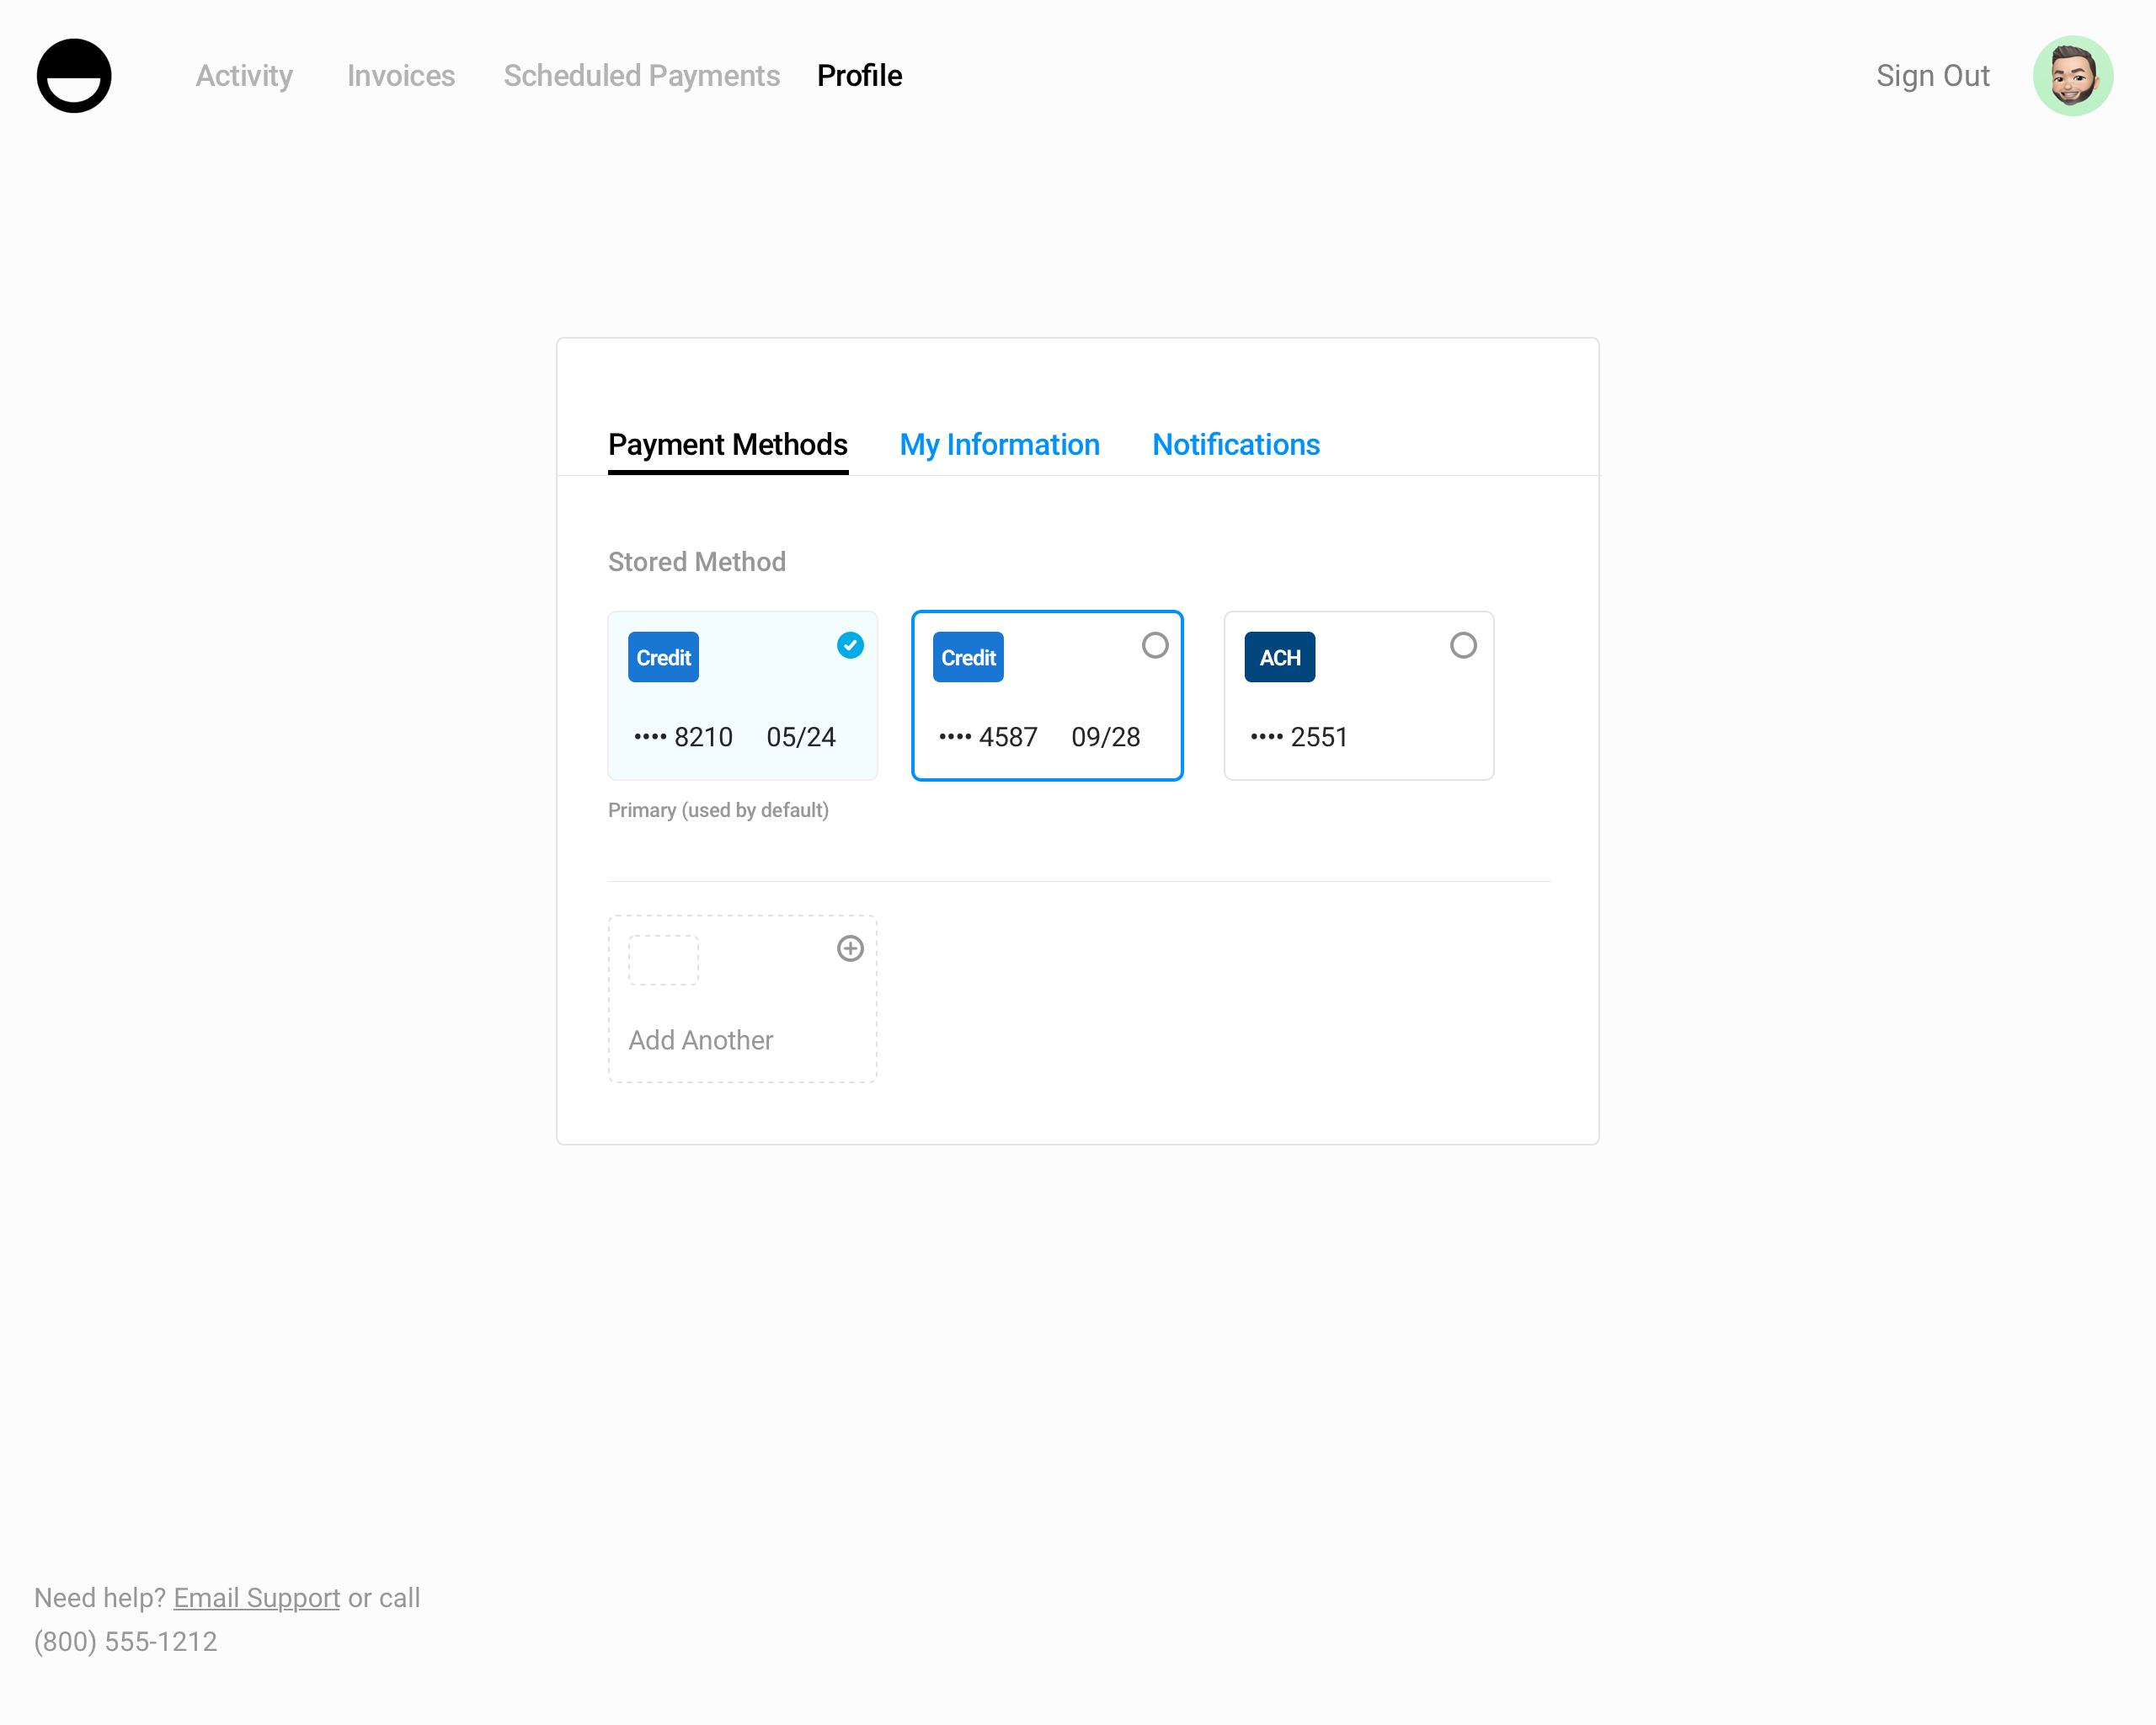 Activity Invoices Scheduled Payments Profile Sign Out
Payment Methods My Information Notifications
Stored Method
Credit Credit ACH
•••• 8210 05/24 •••• 4587 09/28 •••• 2551
Primary (used by default)
Add Another
Need help? Email Support or call
(800) 555-1212